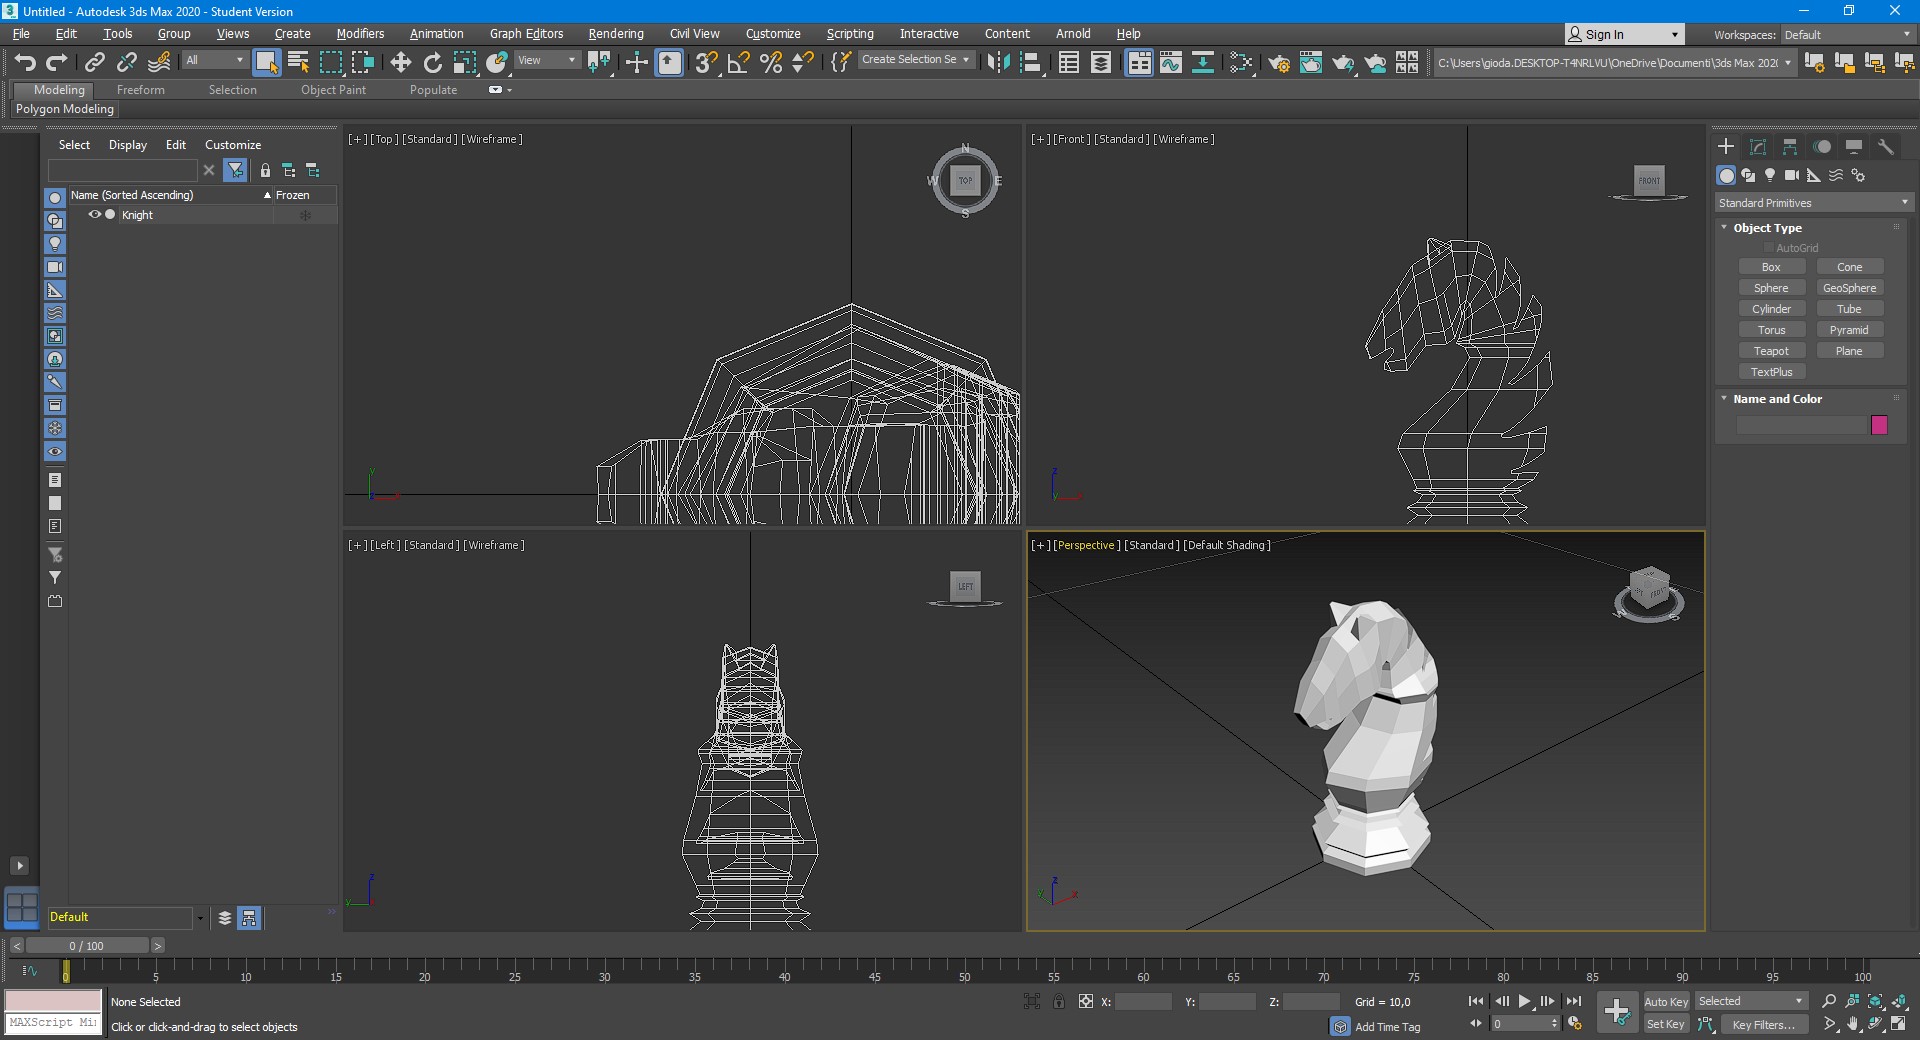 Untitled - Autodesk 3ds Max 2020 - Student Version
File Edit Tools Group Views Create Modifiers Animation Graph Editors Rendering Civil View Customize Scripting Interactive Content Arnold Help Sign In Workspaces: Default
All View Create Selection Se C:\Users\gioda.DESKTOP-T4NRLVU\OneDrive\Documenti\3ds Max 202
Modeling Freeform Selection Object Paint Populate
Polygon Modeling
Select Display Edit Customize
Name (Sorted Ascending) Frozen
Knight
Default
[+] [Top] [Standard] [Wireframe]
N
W TOP E
S
y
[+] [Front] [Standard] [Wireframe]
FRONT
z
[+] [Left] [Standard] [Wireframe]
LEFT
z
y
[+] [Perspective] [Standard] [Default Shading]
FRONT
W S
z
y x
Standard Primitives
Object Type
AutoGrid
Box Cone
Sphere GeoSphere
Cylinder Tube
Torus Pyramid
Teapot Plane
TextPlus
Name and Color
< 0 / 100 >
0 5 10 15 20 25 30 35 40 45 50 55 60 65 70 75 80 85 90 95 100
None Selected X: Y: Z: Grid = 10,0 Auto Key Selected
MAXScript Mi Click or click-and-drag to select objects Add Time Tag 0 Set Key Key Filters...